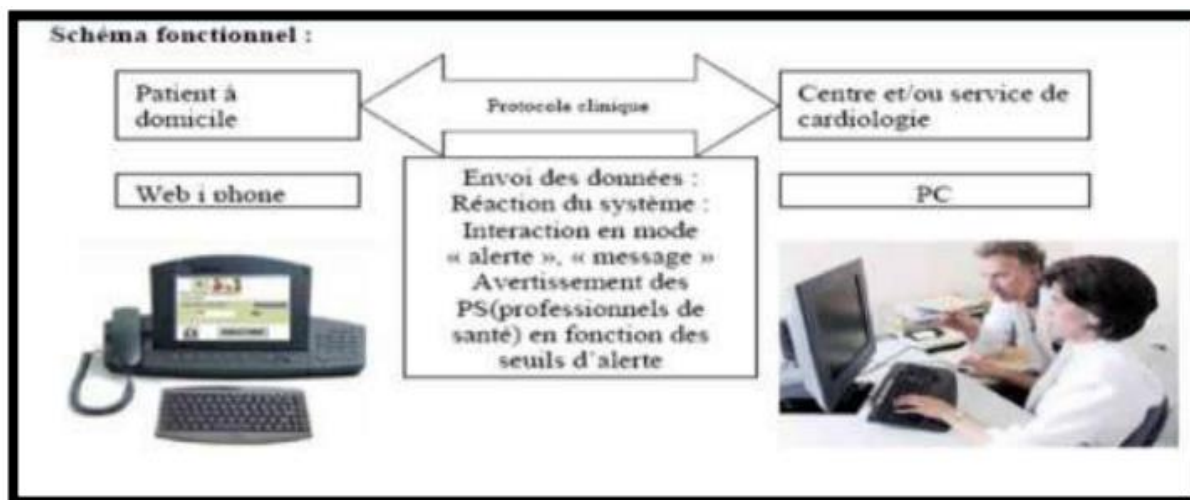 Schéma fonctionnel :
Patient à
domicile
Protocole clinique
Centre et/ou service de
cardiologie
Web i phone
Envoi des données :
Réaction du système :
Interaction en mode
« alerte », « message »
Avertissement des
PS(professionnels de
santé) en fonction des
seuils d'alerte
PC